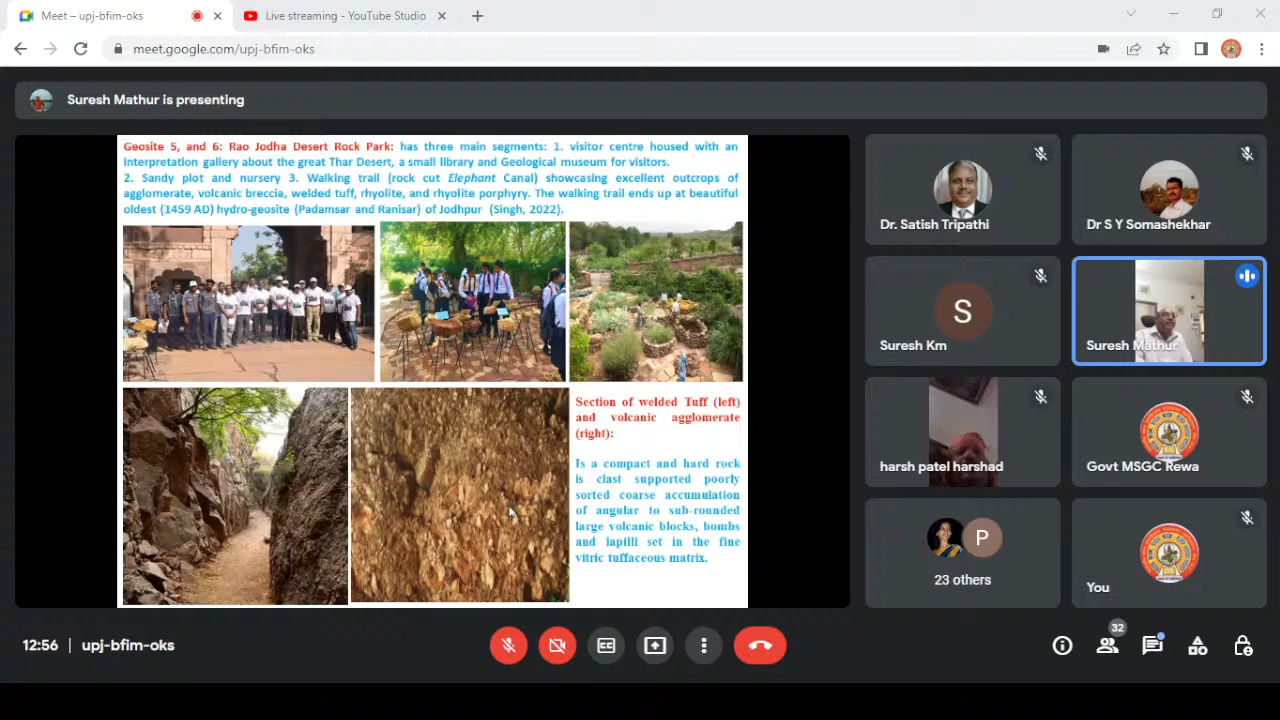 Meet – upj-bfim-oks
Live streaming - YouTube Studio
meet.google.com/upj-bfim-oks
Suresh Mathur is presenting
Geosite 5, and 6: Rao Jodha Desert Rock Park: has three main segments: 1. visitor centre housed with an
interpretation gallery about the great Thar Desert, a small library and Geological museum for visitors.
2. Sandy plot and nursery 3. Walking trail (rock cut Elephant Canal) showcasing excellent outcrops of
agglomerate, volcanic breccia, welded tuff, rhyolite, and rhyolite porphyry. The walking trail ends up at beautiful
oldest (1459 AD) hydro-geosite (Padamsar and Ranisar) of Jodhpur (Singh, 2022).
Section of welded Tuff (left)
and volcanic agglomerate
(right):
Is a compact and hard rock
is clast supported poorly
sorted coarse accumulation
of angular to sub-rounded
large volcanic blocks, bombs
and lapilli set in the fine
vitric tuffaceous matrix.
Dr. Satish Tripathi
Dr S Y Somashekhar
S
Suresh Km
Suresh Mathur
harsh patel harshad
Govt MSGC Rewa
P
23 others
You
12:56 | upj-bfim-oks
CC
32